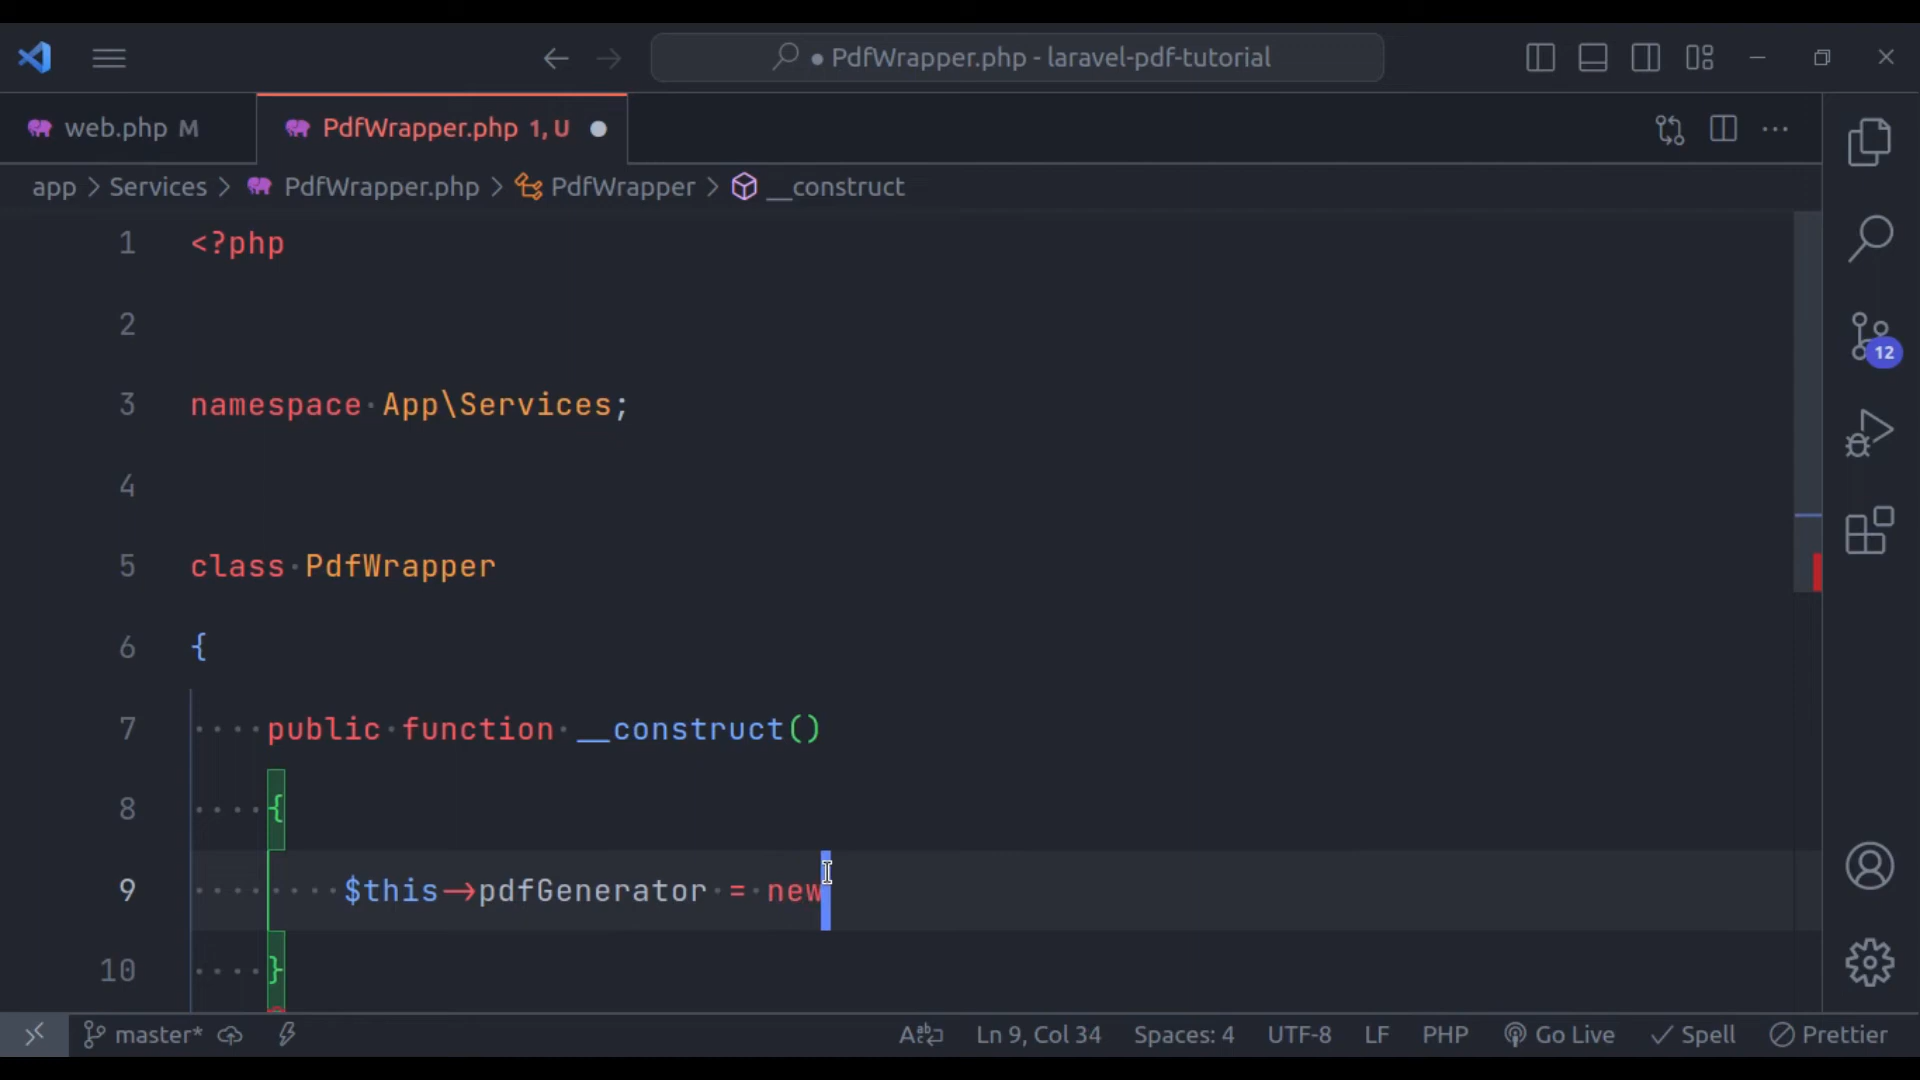 ● PdfWrapper.php - laravel-pdf-tutorial
web.php M
PdfWrapper.php 1, U ●
app > Services > PdfWrapper.php > PdfWrapper > __construct
1 <?php
2
3 namespace App\Services;
4
5 class PdfWrapper
6 {
7 public function __construct()
8 {
9 $this->pdfGenerator = new
10 }
12
master* Ln 9, Col 34 Spaces: 4 UTF-8 LF PHP Go Live Spell Prettier